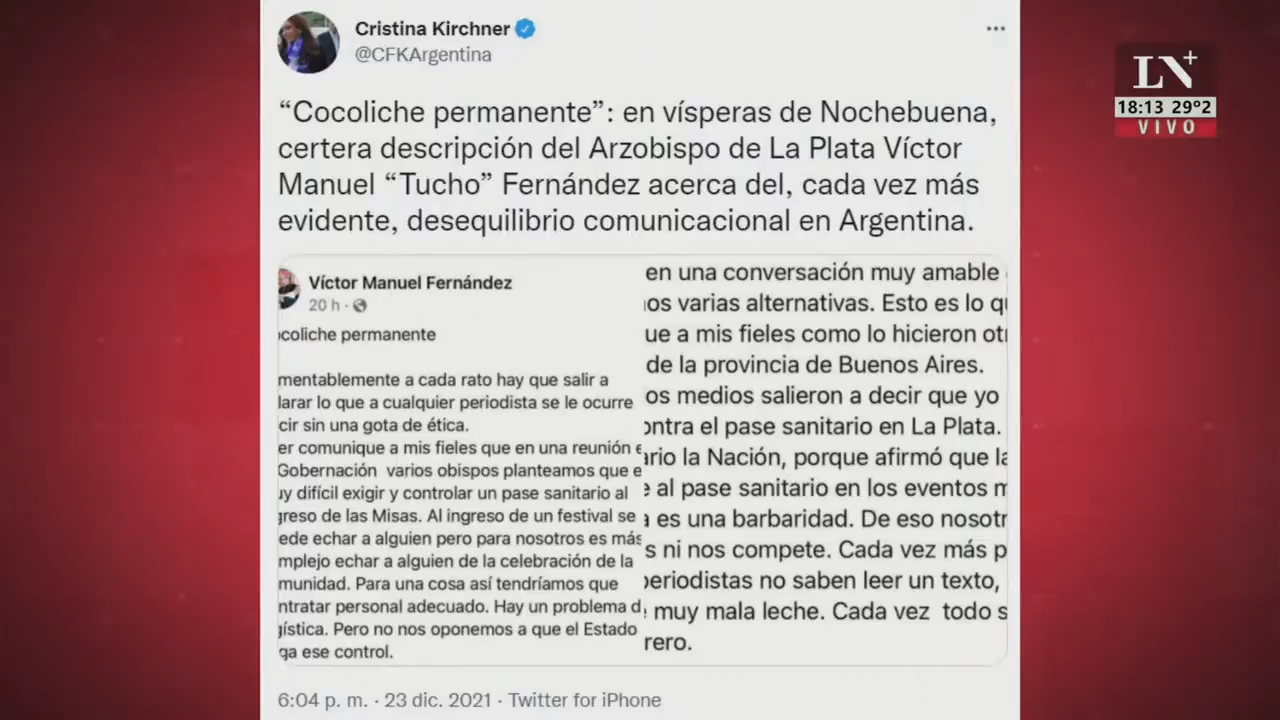 Cristina Kirchner
@CFKArgentina
“Cocoliche permanente”: en vísperas de Nochebuena,
certera descripción del Arzobispo de La Plata Víctor
Manuel “Tucho” Fernández acerca del, cada vez más
evidente, desequilibrio comunicacional en Argentina.
Víctor Manuel Fernández
20 h ·
coliche permanente
mentablemente a cada rato hay que salir a
larar lo que a cualquier periodista se le ocurre
cir sin una gota de ética.
er comunique a mis fieles que en una reunión e
Gobernación varios obispos planteamos que e
uy difícil exigir y controlar un pase sanitario al
greso de las Misas. Al ingreso de un festival se
ede echar a alguien pero para nosotros es más
mplejo echar a alguien de la celebración de la
munidad. Para una cosa así tendríamos que
ntratar personal adecuado. Hay un problema d
gística. Pero no nos oponemos a que el Estado
ga ese control.
en una conversación muy amable
os varias alternativas. Esto es lo qu
ue a mis fieles como lo hicieron otr
de la provincia de Buenos Aires.
os medios salieron a decir que yo
ontra el pase sanitario en La Plata.
ario la Nación, porque afirmó que la
e al pase sanitario en los eventos m
a es una barbaridad. De eso nosotr
s ni nos compete. Cada vez más p
periodistas no saben leer un texto,
e muy mala leche. Cada vez todo s
rero.
6:04 p. m. · 23 dic. 2021 · Twitter for iPhone
LN+
18:13 29º2
VIVO